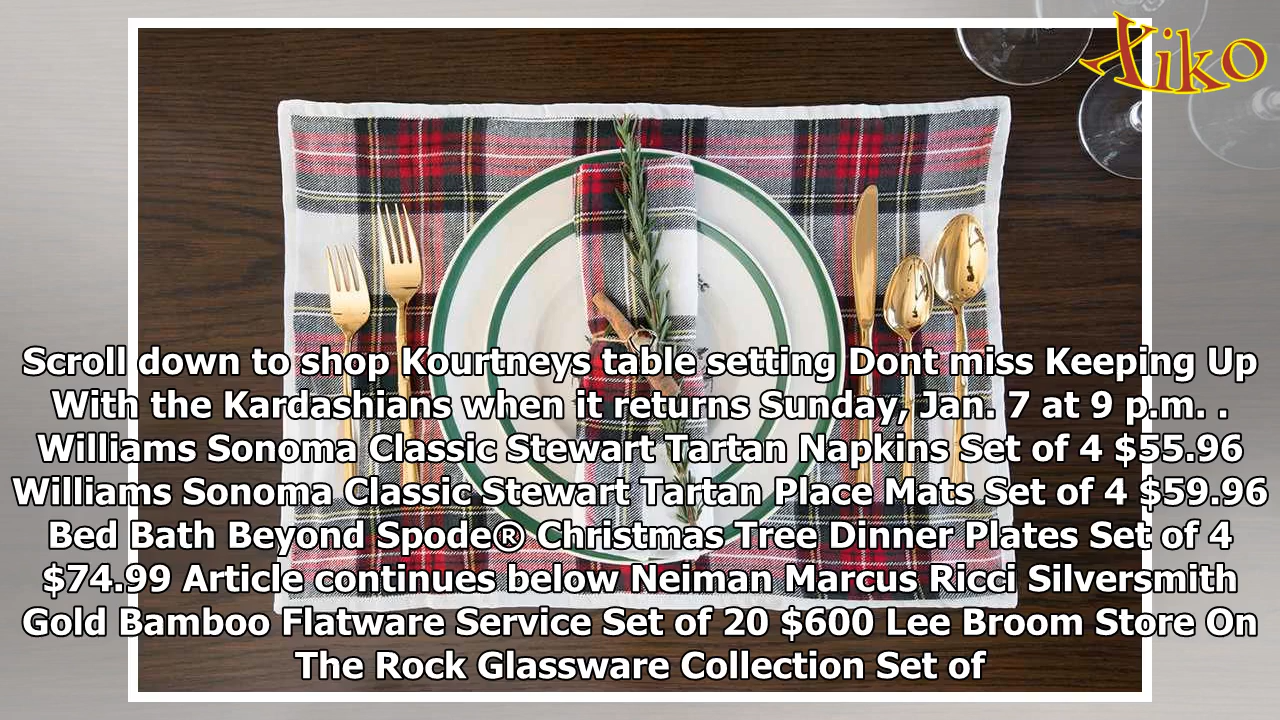 Xiko
Scroll down to shop Kourtneys table setting Dont miss Keeping Up
With the Kardashians when it returns Sunday, Jan. 7 at 9 p.m. .
Williams Sonoma Classic Stewart Tartan Napkins Set of 4 $55.96
Williams Sonoma Classic Stewart Tartan Place Mats Set of 4 $59.96
Bed Bath Beyond Spode® Christmas Tree Dinner Plates Set of 4
$74.99 Article continues below Neiman Marcus Ricci Silversmith
Gold Bamboo Flatware Service Set of 20 $600 Lee Broom Store On
The Rock Glassware Collection Set of